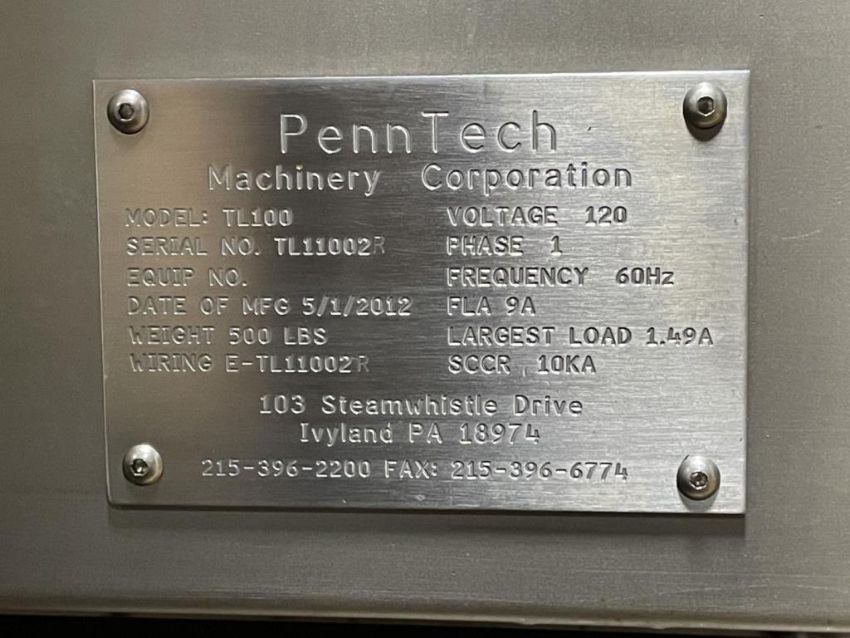 PennTech
Machinery Corporation
MODEL: TL100
SERIAL NO. TL11002R
EQUIP NO.
DATE OF MFG 5/1/2012
WEIGHT 500 LBS
WIRING E-TL11002R
VOLTAGE 120
PHASE 1
FREQUENCY 60Hz
FLA 9A
LARGEST LOAD 1.49A
SCCR 10KA
103 Steamwhistle Drive
Ivyland PA 18974
215-396-2200 FAX: 215-396-6774